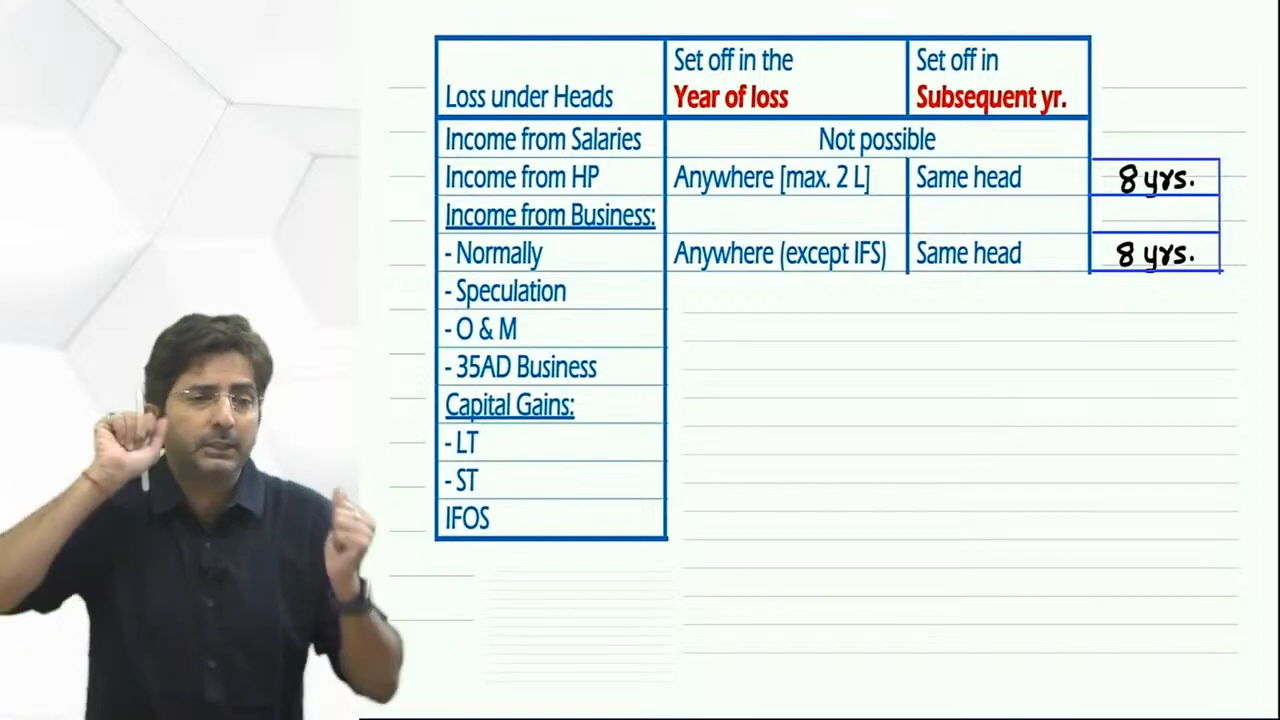 Loss under Heads
Set off in the
Year of loss
Set off in
Subsequent yr.
Income from Salaries Not possible
Income from HP Anywhere [max. 2 L] Same head 8 yrs.
Income from Business:
- Normally Anywhere (except IFS) Same head 8 yrs.
- Speculation
- O & M
- 35AD Business
Capital Gains:
- LT
- ST
IFOS